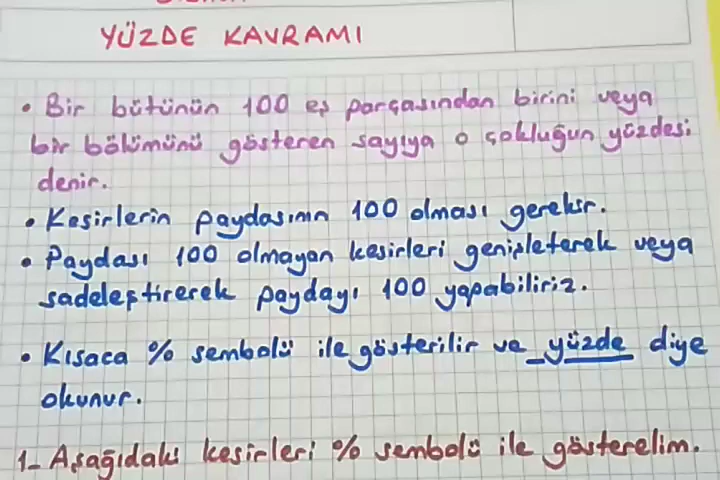 YÜZDE KAVRAMI
• Bir bütünün 100 eş parçasından birini veya
bir bölümünü gösteren sayıya o çokluğun yüzdesi
denir.
• Kesirlerin paydasının 100 olması gerekir.
• Paydası 100 olmayan kesirleri genişleterek veya
sadeleştirerek paydayı 100 yapabiliriz.
• Kısaca % sembolü ile gösterilir ve yüzde diye
okunur.
1- Aşağıdaki kesirleri % sembolü ile gösterelim.